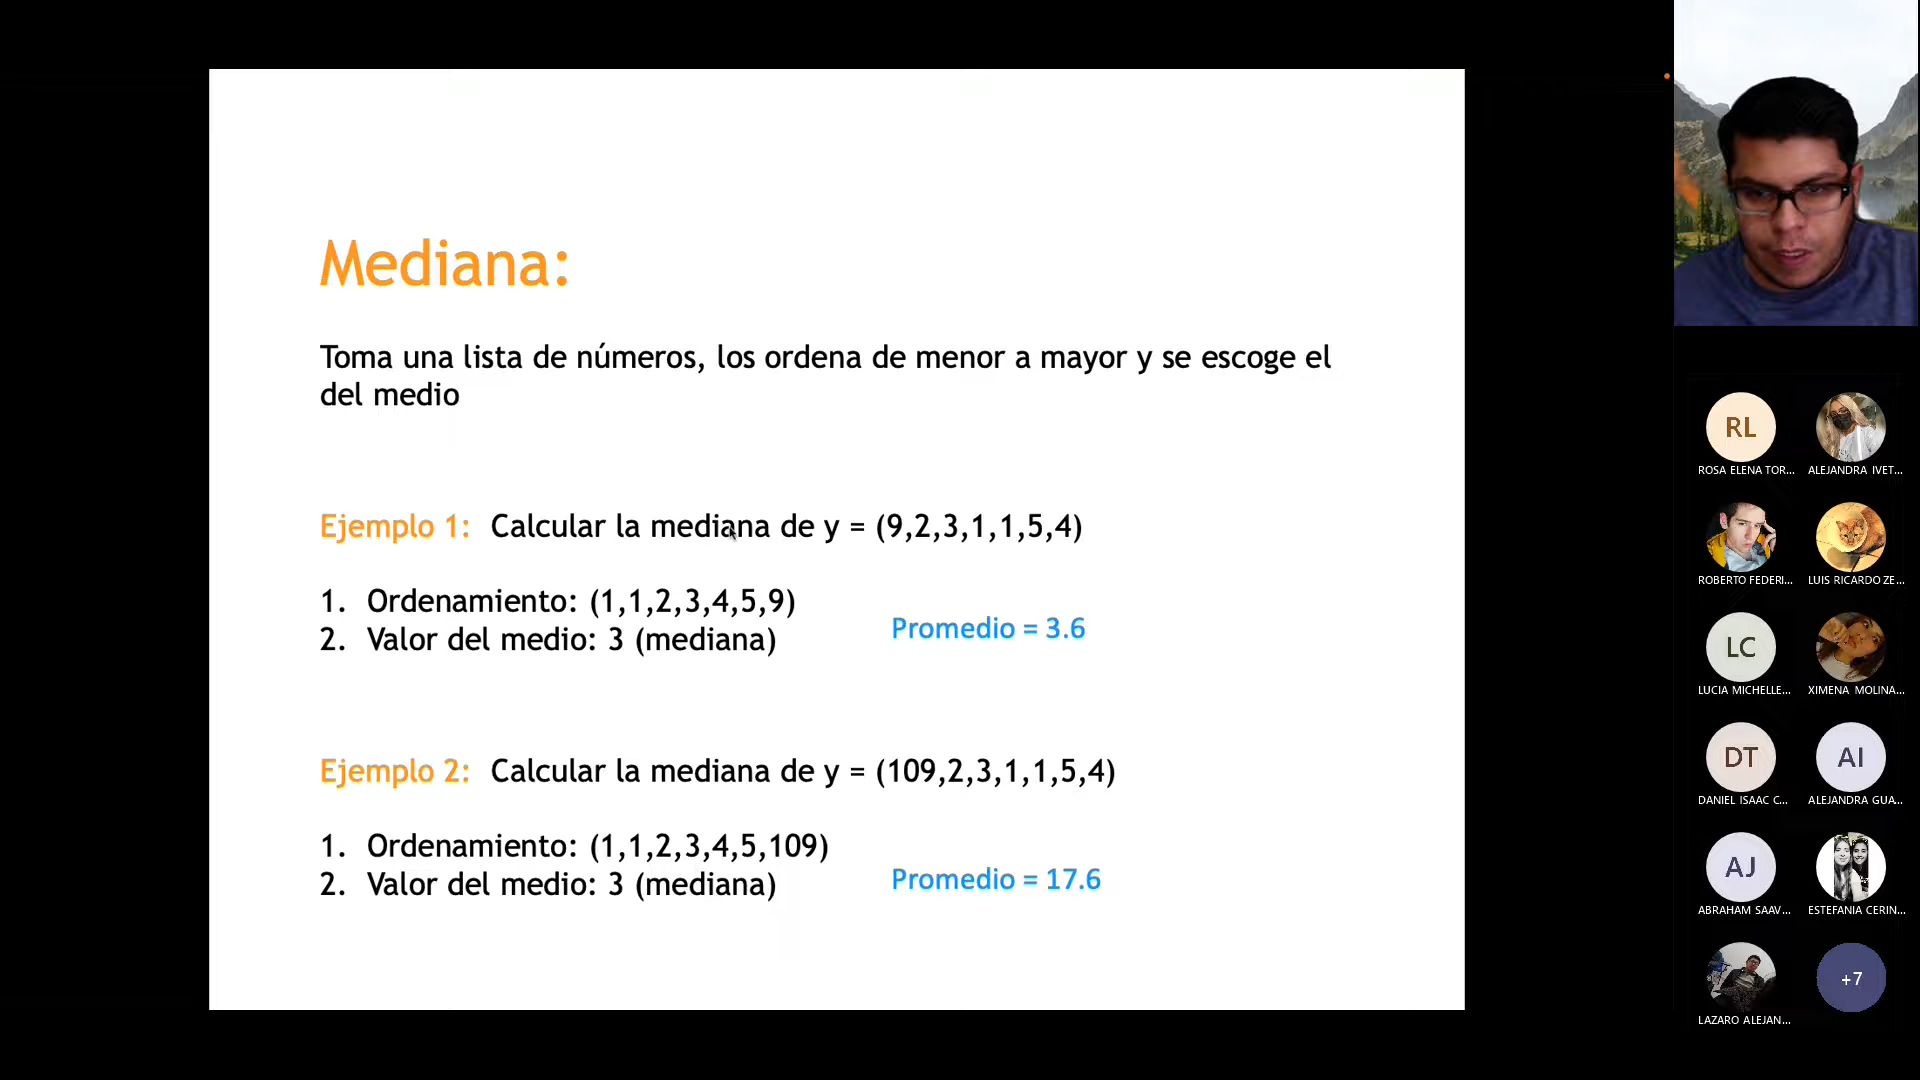 Mediana:
Toma una lista de números, los ordena de menor a mayor y se escoge el
del medio
Ejemplo 1: Calcular la mediana de y = (9,2,3,1,1,5,4)
1. Ordenamiento: (1,1,2,3,4,5,9)
2. Valor del medio: 3 (mediana)
Promedio = 3.6
Ejemplo 2: Calcular la mediana de y = (109,2,3,1,1,5,4)
1. Ordenamiento: (1,1,2,3,4,5,109)
2. Valor del medio: 3 (mediana)
Promedio = 17.6
RL
ROSA ELENA TOR...
ALEJANDRA IVET...
ROBERTO FEDERI...
LUIS RICARDO ZE...
LC
LUCIA MICHELLE...
XIMENA MOLINA...
DT
AI
DANIEL ISAAC C...
ALEJANDRA GUA...
AJ
ABRAHAM SAAV...
ESTEFANIA CERIN...
+7
LAZARO ALEJAN...